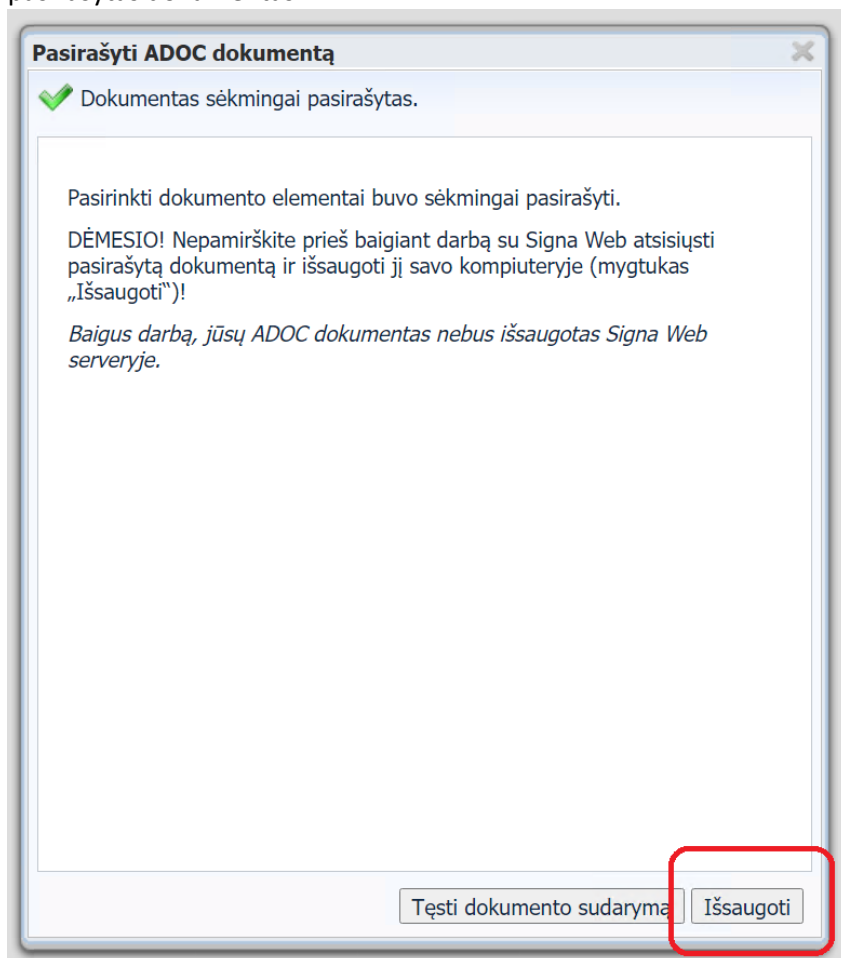 Pasirašyti ADOC dokumentą
Dokumentas sėkmingai pasirašytas.
Pasirinkti dokumento elementai buvo sėkmingai pasirašyti.
DĖMESIO! Nepamirškite prieš baigiant darbą su Signa Web atsisiųsti
pasirašytą dokumentą ir išsaugoti jį savo kompiuteryje (mygtukas
„Išsaugoti“)!
Baigus darbą, jūsų ADOC dokumentas nebus išsaugotas Signa Web
serveryje.
Tęsti dokumento sudarymą
Išsaugoti